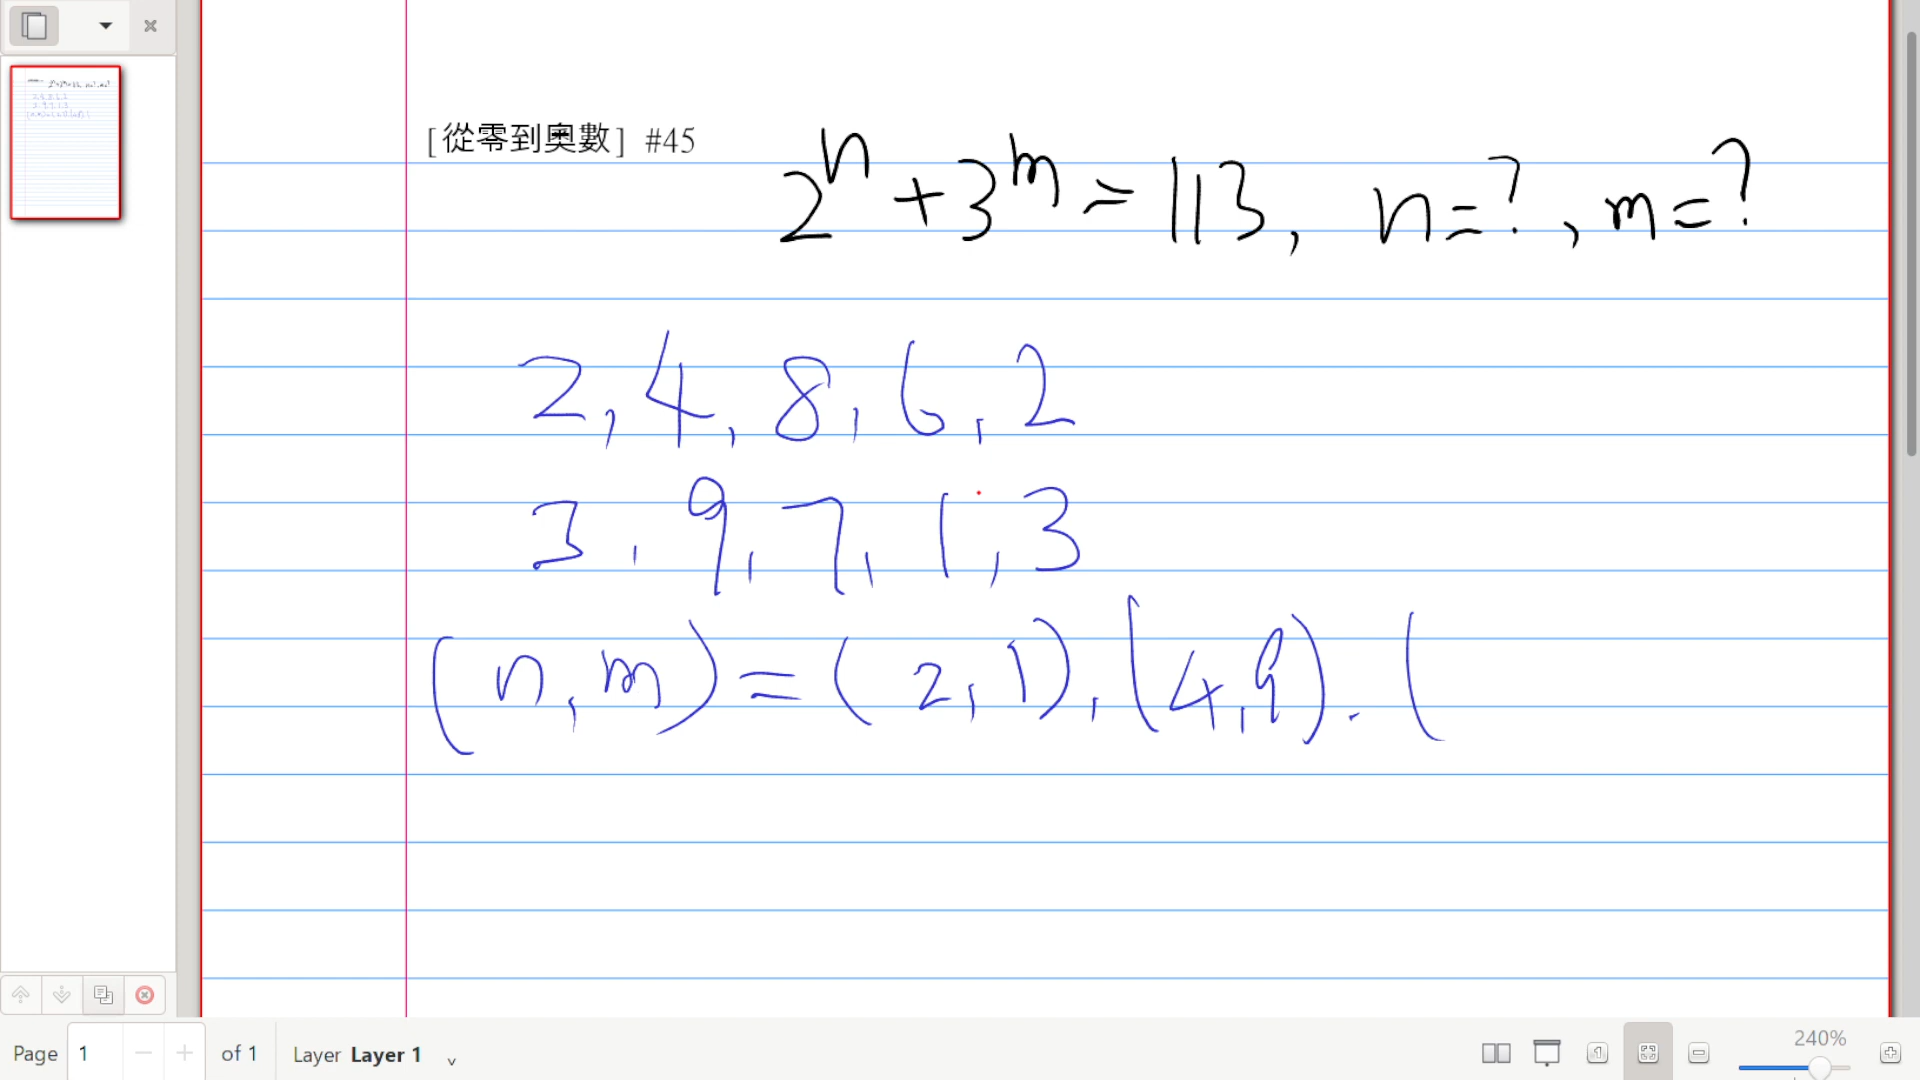 [從零到奧數] #45
2^n + 3^m = 113, n=?, m=?
2, 4, 8, 6, 2
3, 9, 7, 1, 3
(n, m) = (2, 1), (4, 9). (
Page 1 of 1 Layer Layer 1 240%